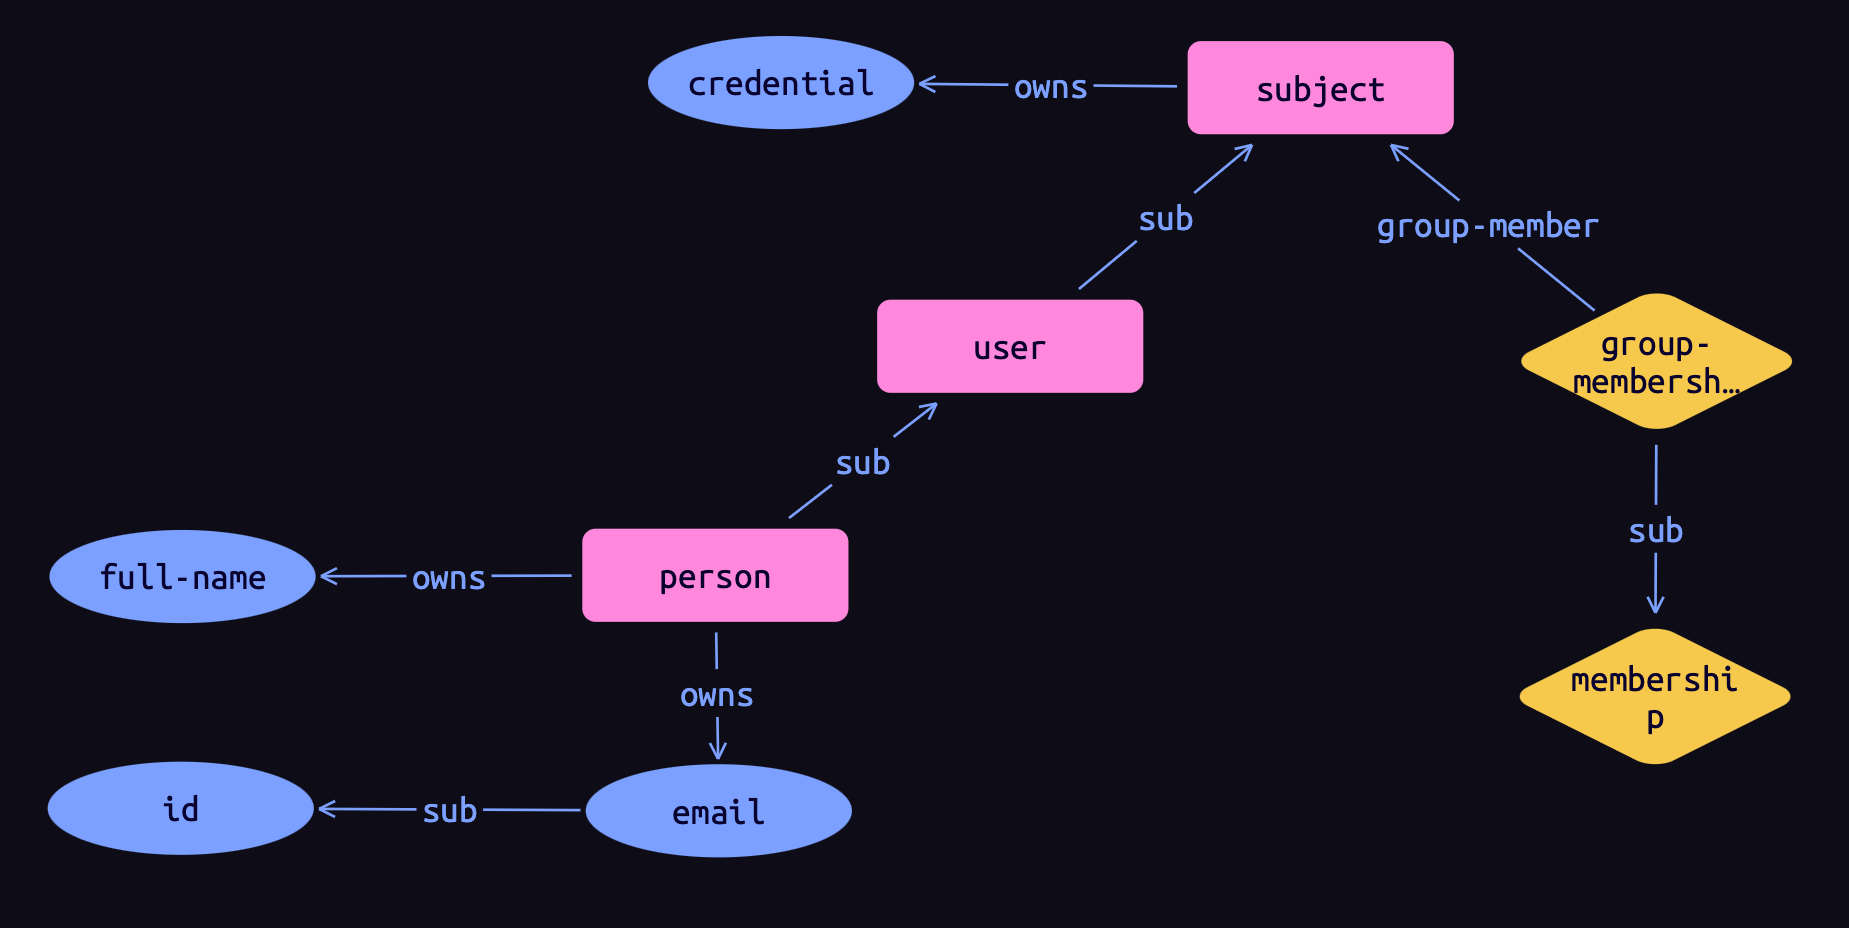 credential
owns
subject
sub
group-member
user
group-
membersh…
sub
sub
full-name
owns
person
owns
membershi
p
id
sub
email